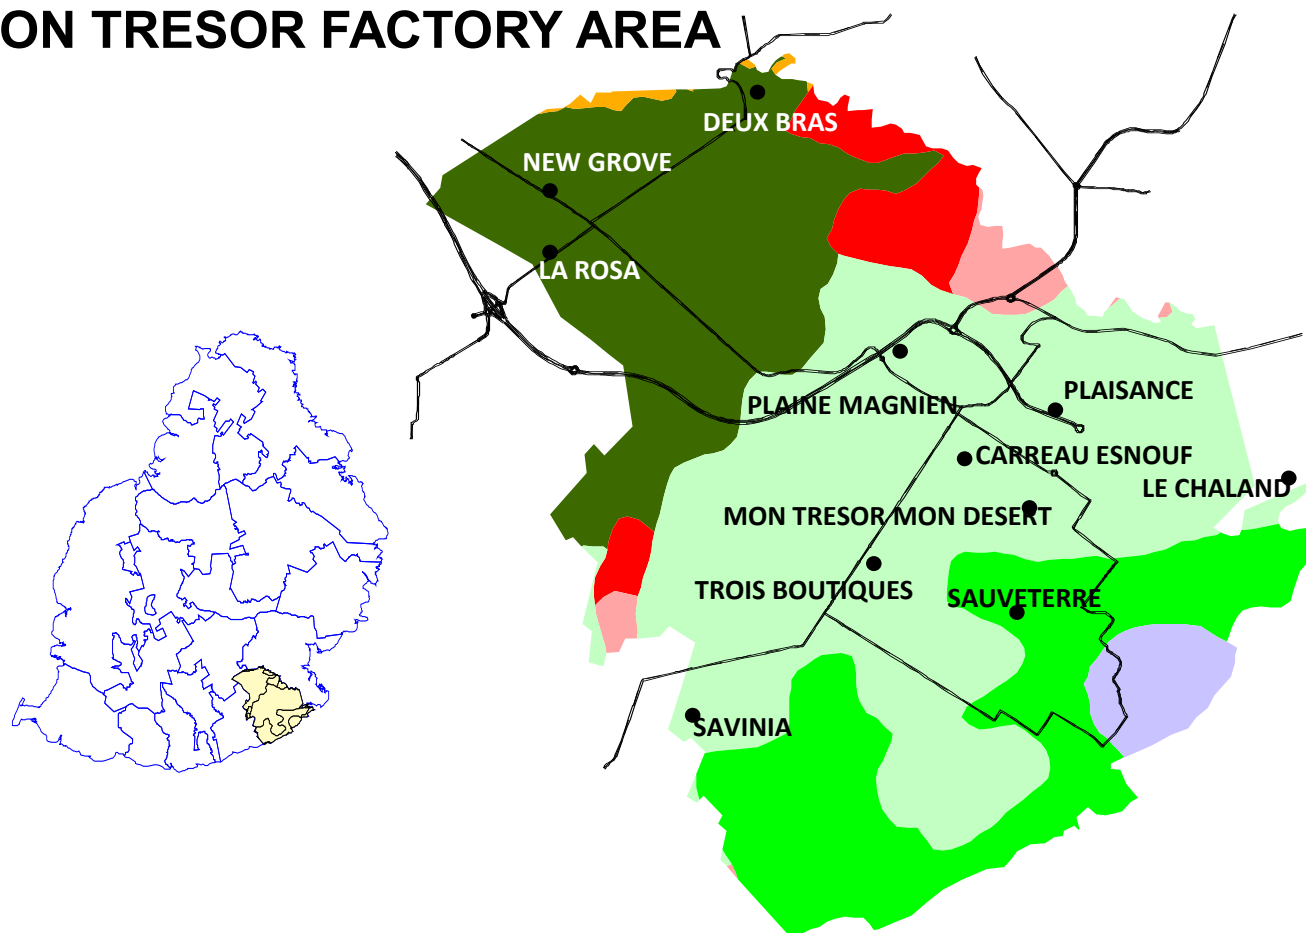 ON TRESOR FACTORY AREA
DEUX BRAS
NEW GROVE
LA ROSA
PLAISANCE
PLAINE MAGNIEN
CARREAU ESNOUF
LE CHALAND
MON TRESOR MON DESERT
TROIS BOUTIQUES
SAUVETERRE
SAVINIA